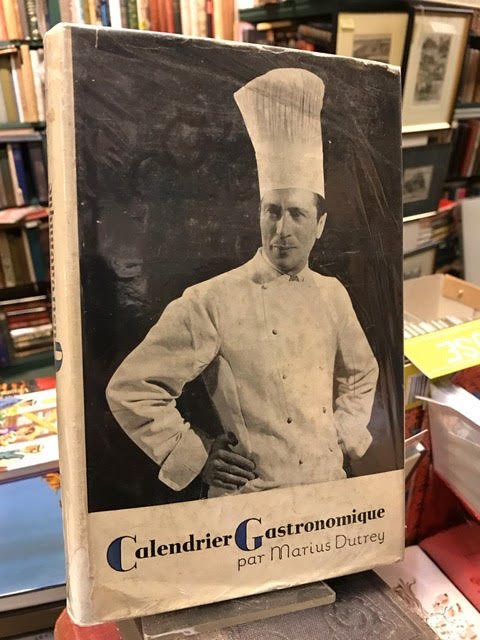 Calendrier Gastronomique
par Marius Dutrey